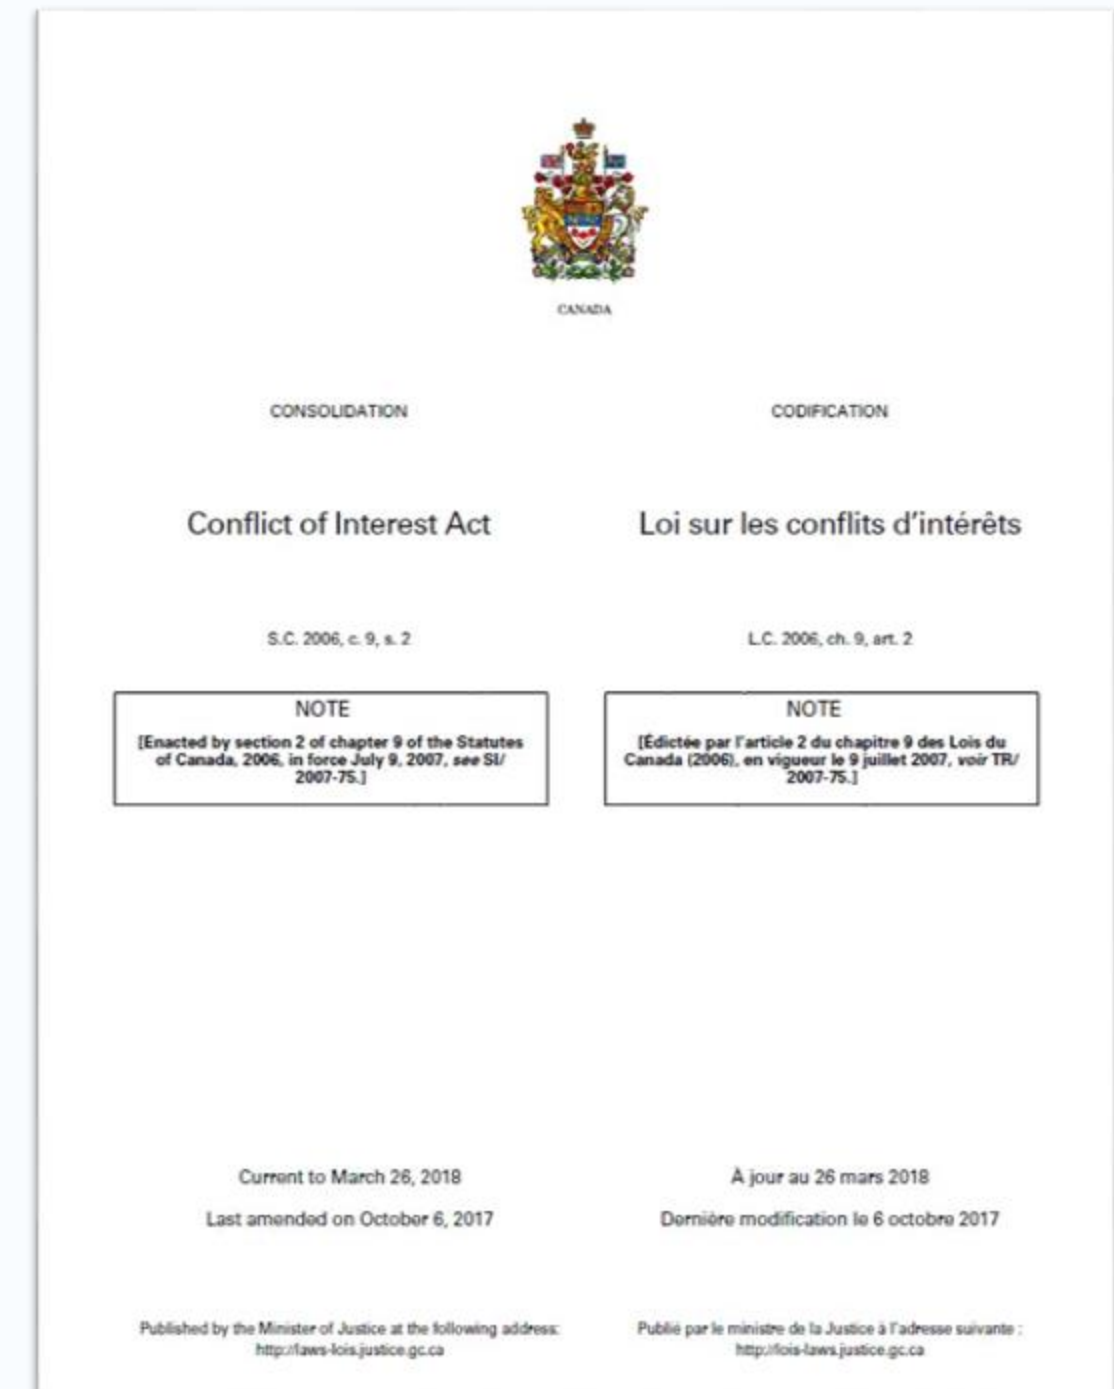 CANADA
CONSOLIDATION
Conflict of Interest Act
S.C. 2006, c. 9, s. 2
NOTE
[Enacted by section 2 of chapter 9 of the Statutes
of Canada, 2006, in force July 9, 2007, see SI/
2007-75.]
Current to March 26, 2018
Last amended on October 6, 2017
Published by the Minister of Justice at the following address:
http://laws-lois.justice.gc.ca
CODIFICATION
Loi sur les conflits d'intérêts
L.C. 2006, ch. 9, art. 2
NOTE
[Édictée par l'article 2 du chapitre 9 des Lois du
Canada (2006), en vigueur le 9 juillet 2007, voir TR/
2007-75.]
À jour au 26 mars 2018
Dernière modification le 6 octobre 2017
Publié par le ministre de la Justice à l'adresse suivante :
http://lois-laws.justice.gc.ca